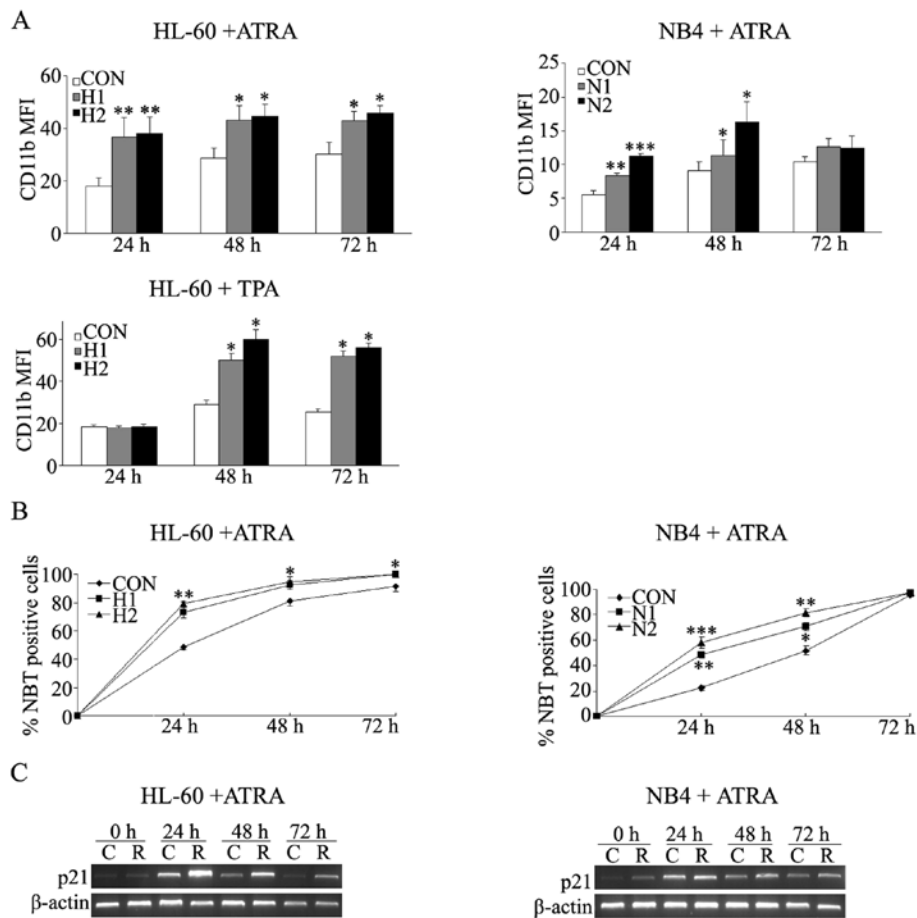 A
HL-60 +ATRA
CD11b MFI
60
40
20
0
CON
H1
H2
** **
* *
* *
24 h 48 h 72 h
NB4 + ATRA
CD11b MFI
25
20
15
10
5
0
CON
N1
N2
** ***
* *
24 h 48 h 72 h
HL-60 + TPA
CD11b MFI
60
40
20
0
CON
H1
H2
* *
* *
24 h 48 h 72 h
B
HL-60 +ATRA
% NBT positive cells
100
80
60
40
20
0
CON
H1
H2
** * *
24 h 48 h 72 h
NB4 + ATRA
% NBT positive cells
100
80
60
40
20
0
CON
N1
N2
*** **
** *
24 h 48 h 72 h
C
HL-60 +ATRA
0 h 24 h 48 h 72 h
C R C R C R C R
p21
β-actin
NB4 + ATRA
0 h 24 h 48 h 72 h
C R C R C R C R
p21
β-actin